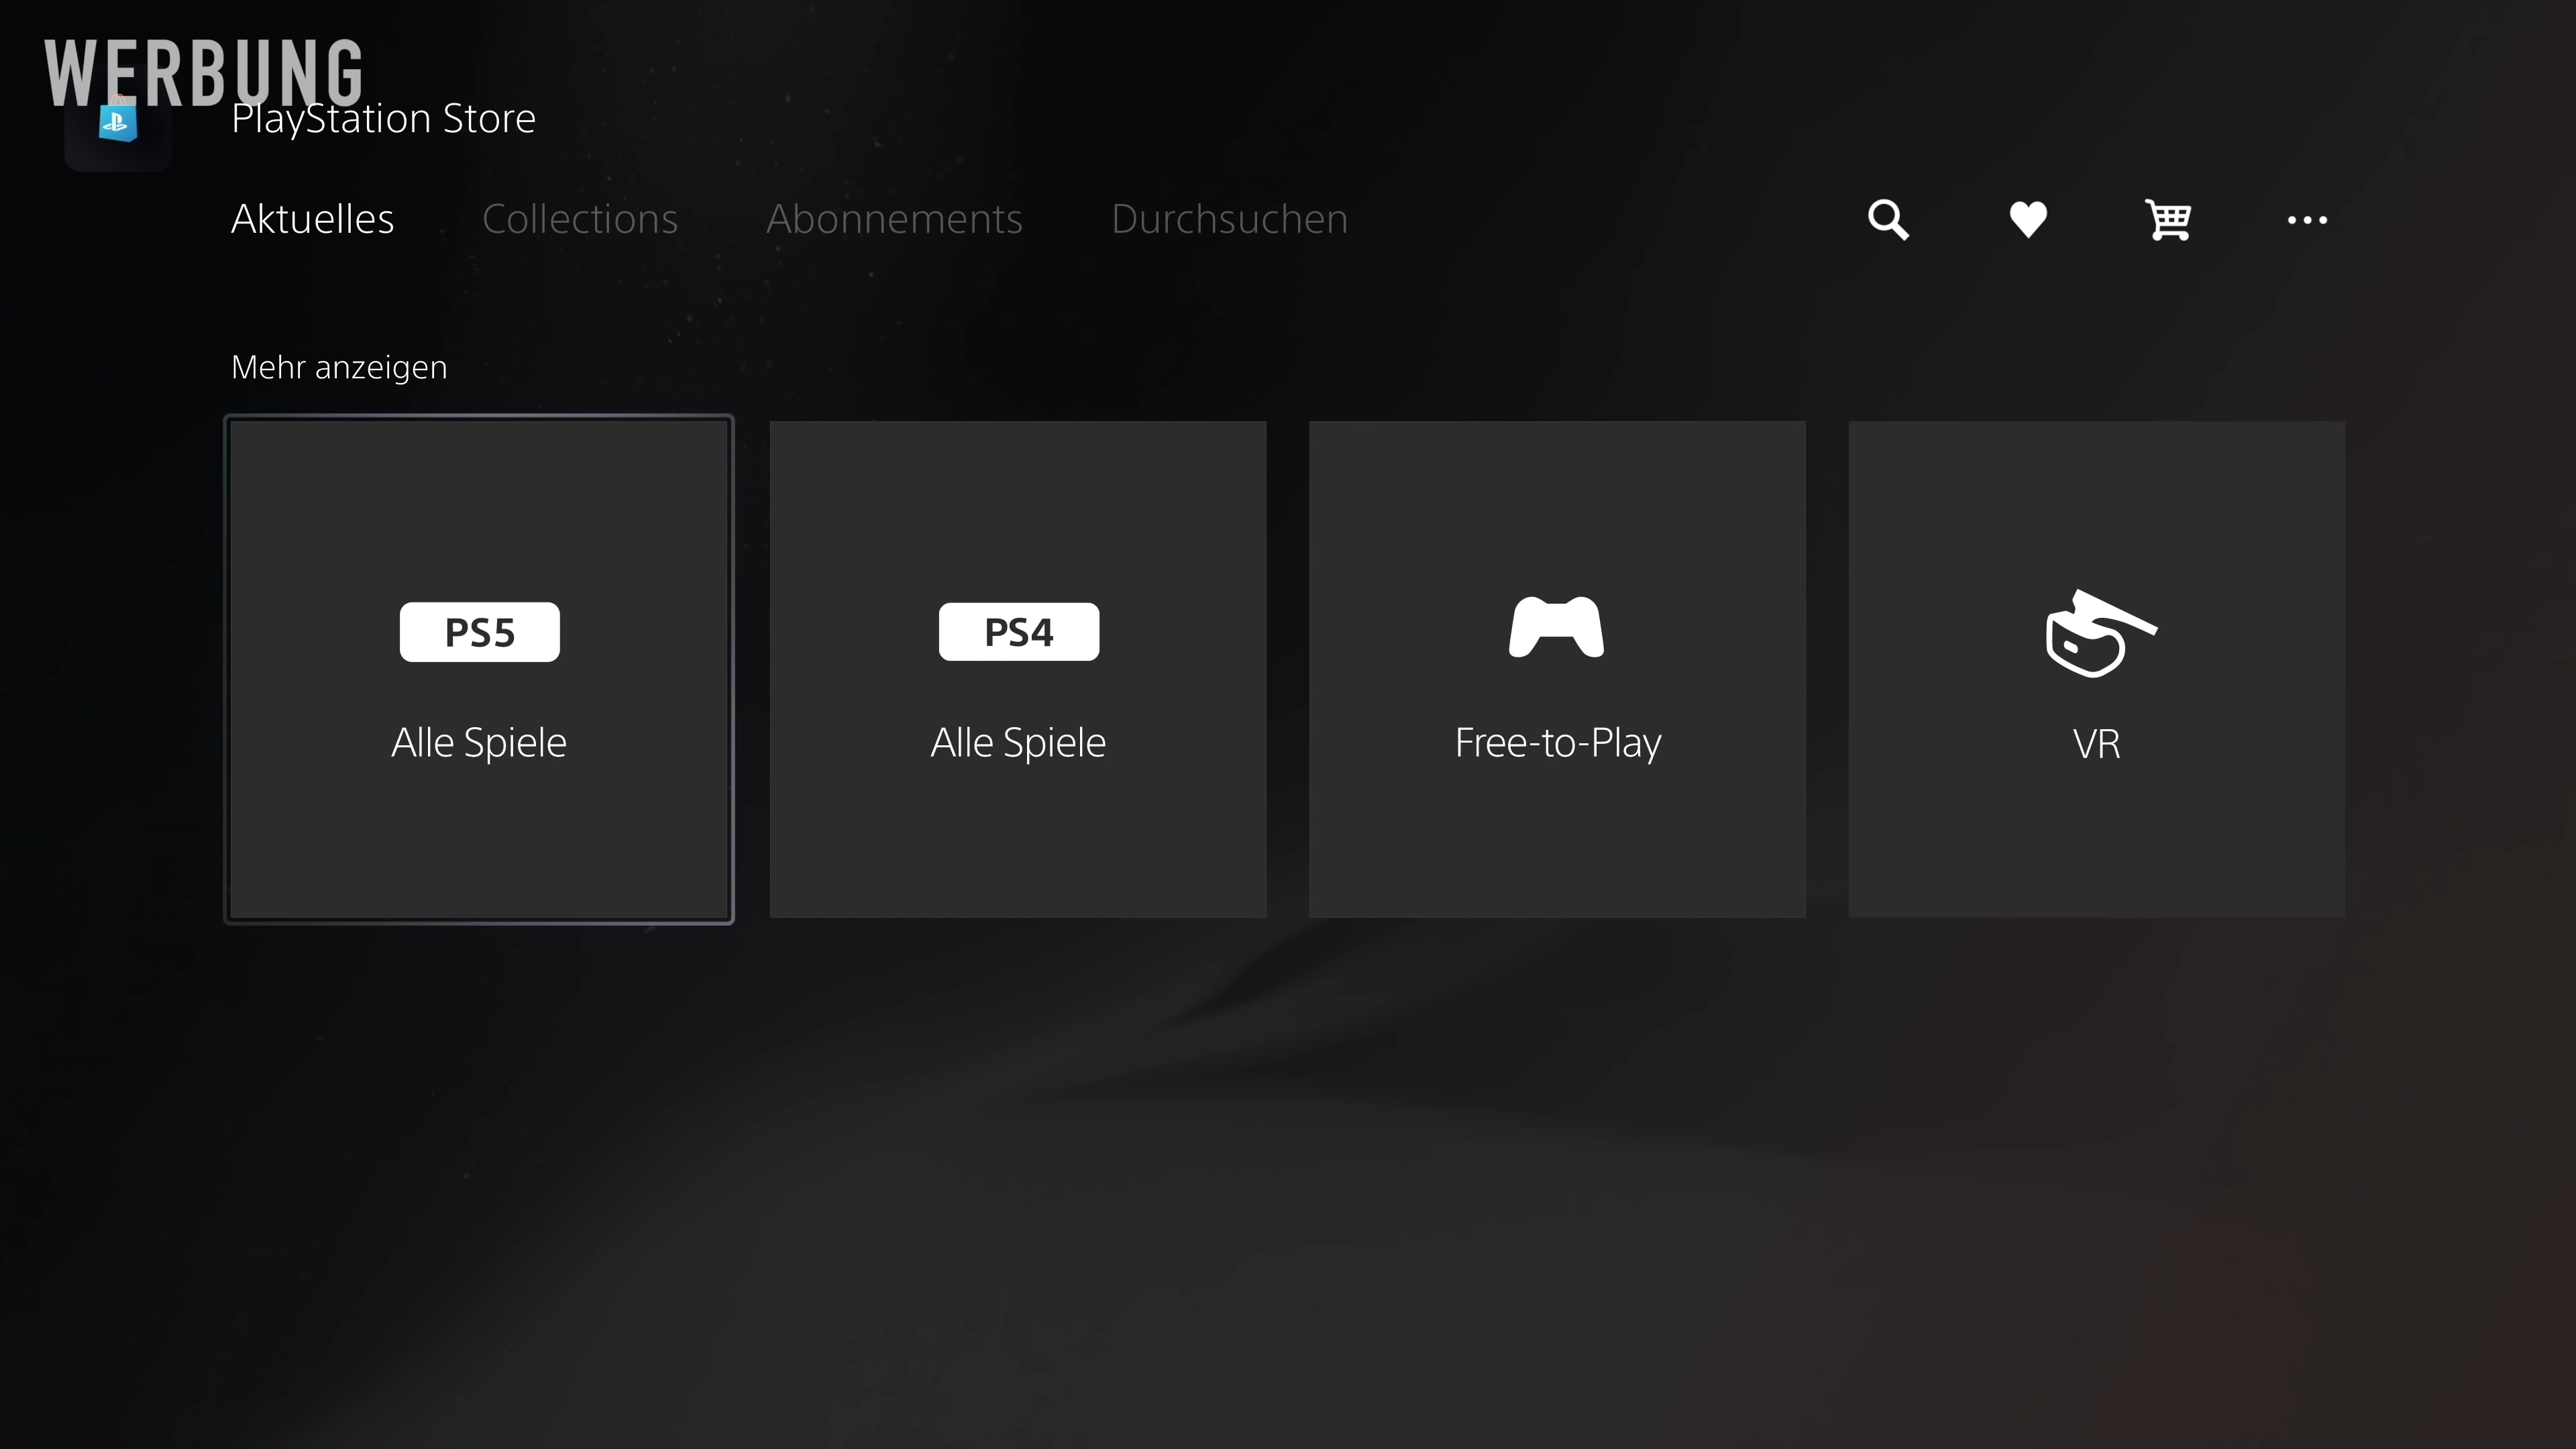 WERBUNG
PlayStation Store
Aktuelles Collections Abonnements Durchsuchen
Mehr anzeigen
PS5 PS4
Alle Spiele Alle Spiele Free-to-Play VR